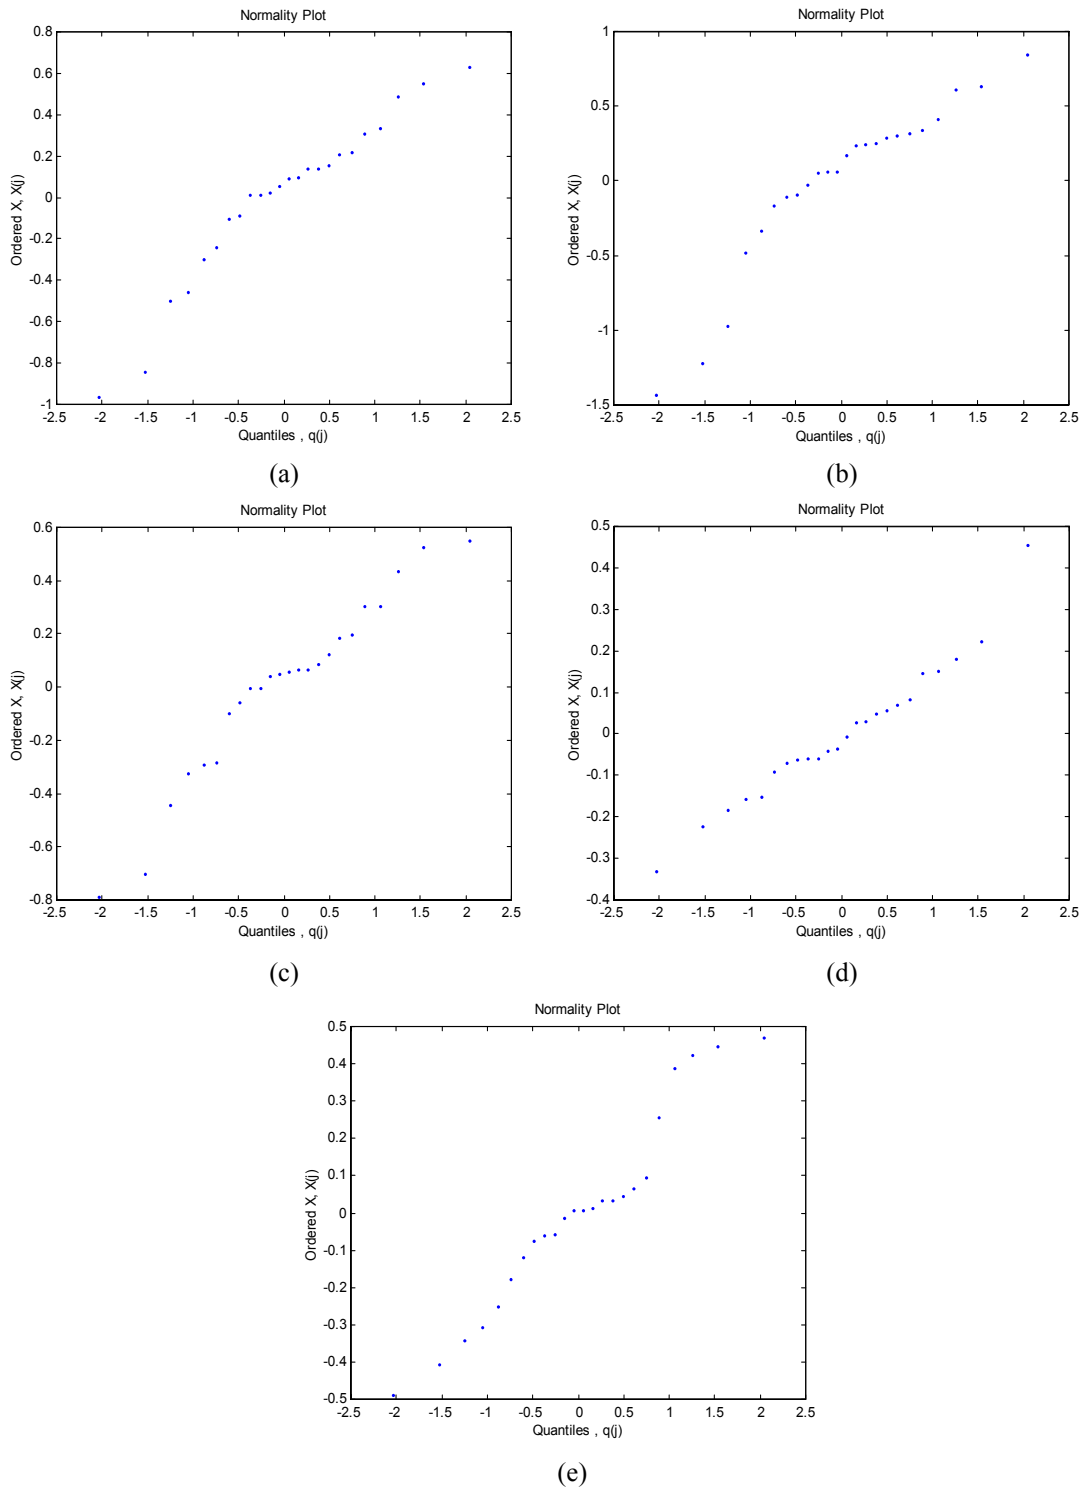 Normality Plot
0.8
0.6
0.4
0.2
0
-0.2
-0.4
-0.6
-0.8
-1
-2.5 -2 -1.5 -1 -0.5 0 0.5 1 1.5 2 2.5
Ordered X, X(j)
Quantiles , q(j)
(a)
Normality Plot
1
0.5
0
-0.5
-1
-1.5
-2.5 -2 -1.5 -1 -0.5 0 0.5 1 1.5 2 2.5
Ordered X, X(j)
Quantiles , q(j)
(b)
Normality Plot
0.6
0.4
0.2
0
-0.2
-0.4
-0.6
-0.8
-2.5 -2 -1.5 -1 -0.5 0 0.5 1 1.5 2 2.5
Ordered X, X(j)
Quantiles , q(j)
(c)
Normality Plot
0.5
0.4
0.3
0.2
0.1
0
-0.1
-0.2
-0.3
-0.4
-2.5 -2 -1.5 -1 -0.5 0 0.5 1 1.5 2 2.5
Ordered X, X(j)
Quantiles , q(j)
(d)
Normality Plot
0.5
0.4
0.3
0.2
0.1
0
-0.1
-0.2
-0.3
-0.4
-0.5
-2.5 -2 -1.5 -1 -0.5 0 0.5 1 1.5 2 2.5
Ordered X, X(j)
Quantiles , q(j)
(e)